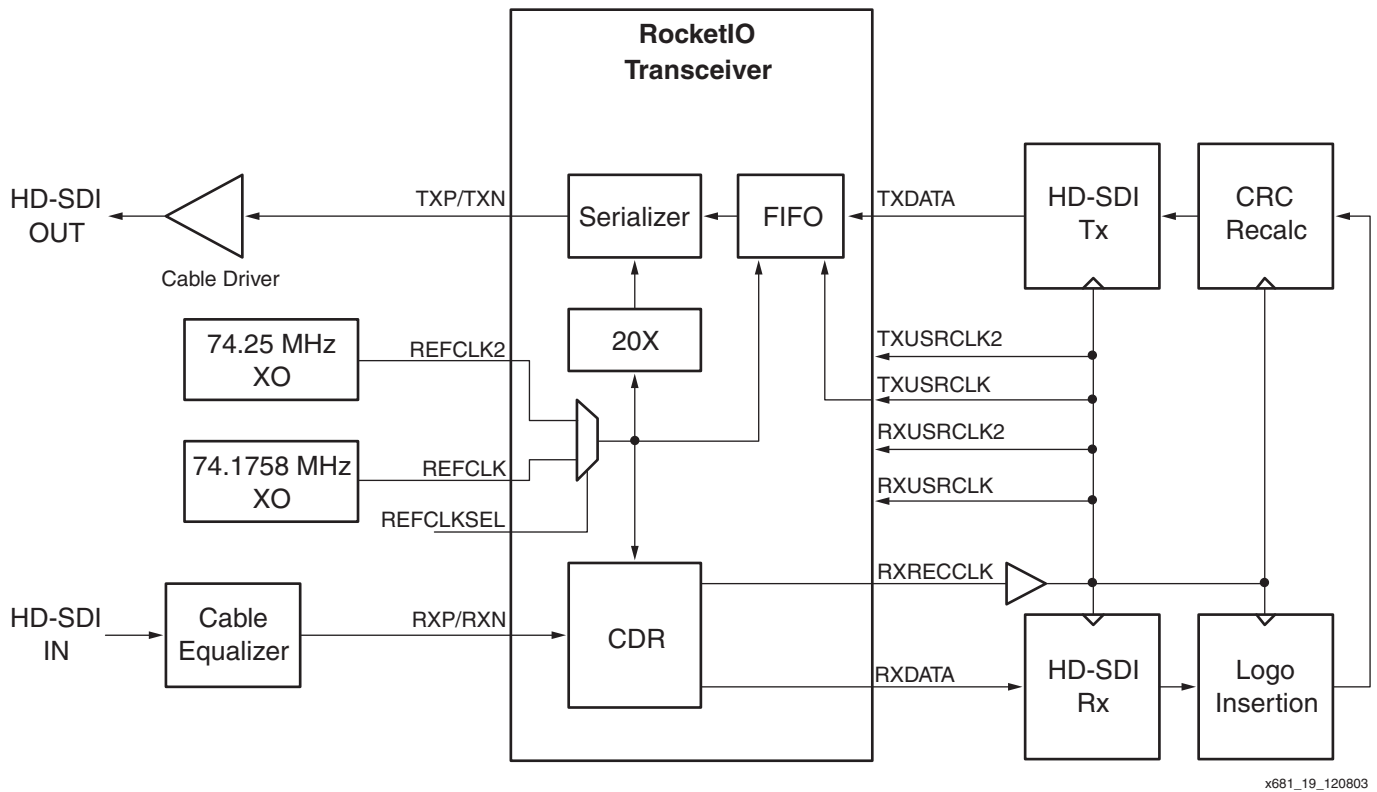 RocketIO
Transceiver
HD-SDI
OUT
Cable Driver
TXP/TXN
Serializer
FIFO
TXDATA
HD-SDI
Tx
CRC
Recalc
74.25 MHz
XO
REFCLK2
20X
TXUSRCLK2
TXUSRCLK
RXUSRCLK2
RXUSRCLK
74.1758 MHz
XO
REFCLK
REFCLKSEL
HD-SDI
IN
Cable
Equalizer
RXP/RXN
CDR
RXRECCLK
RXDATA
HD-SDI
Rx
Logo
Insertion
x681_19_120803